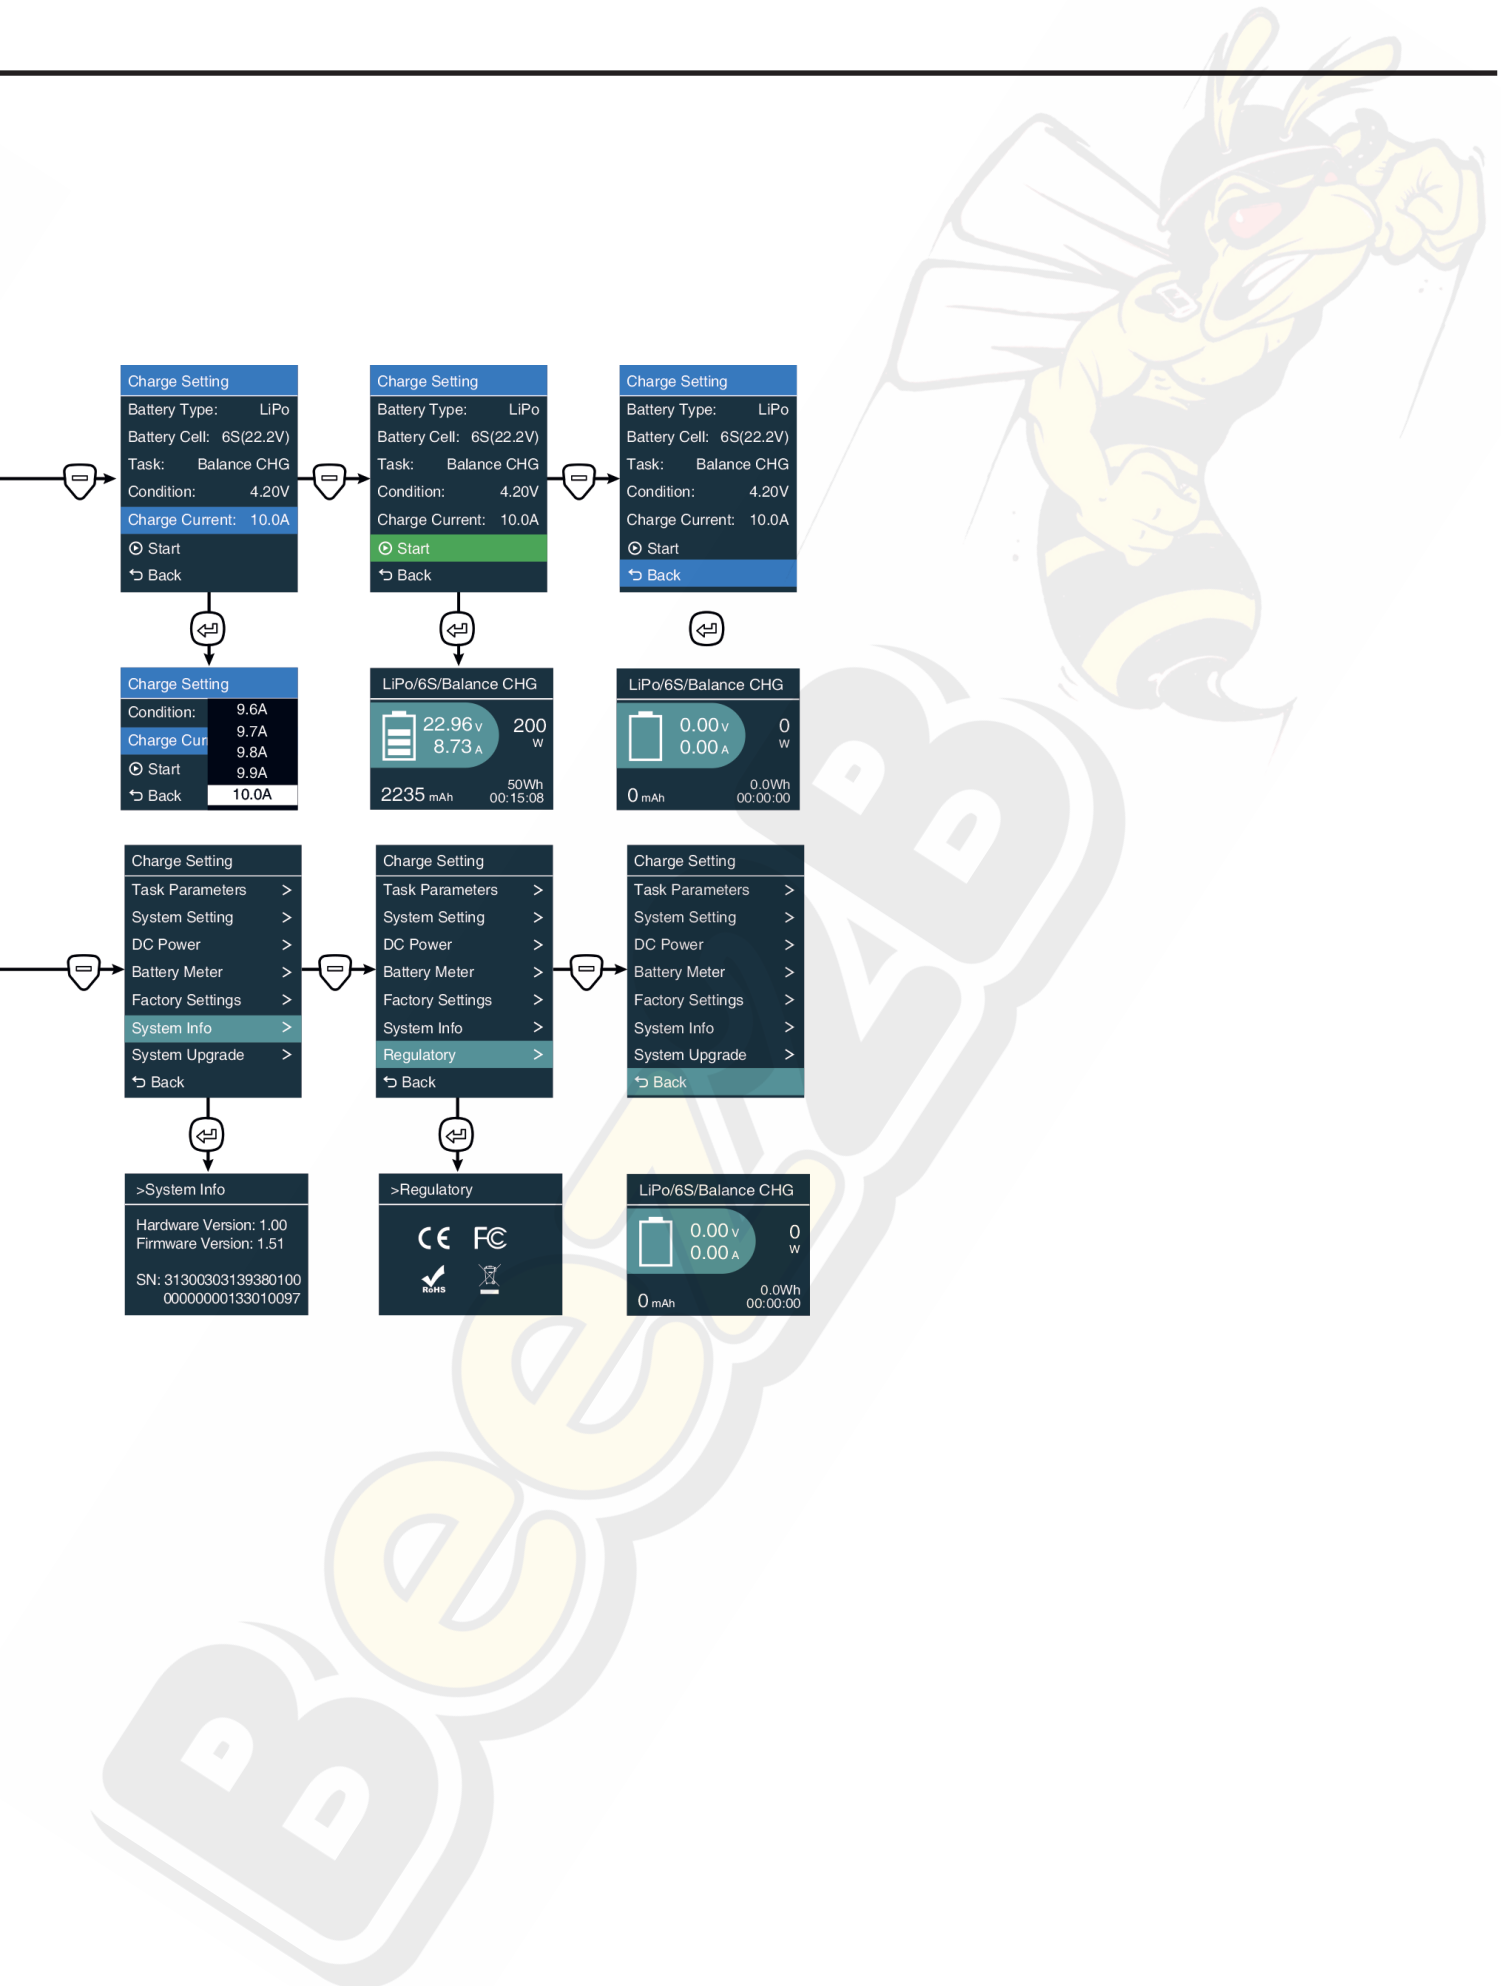 Charge Setting
Battery Type: LiPo
Battery Cell: 6S(22.2V)
Task: Balance CHG
Condition: 4.20V
Charge Current: 10.0A
Start
Back
Charge Setting
Battery Type: LiPo
Battery Cell: 6S(22.2V)
Task: Balance CHG
Condition: 4.20V
Charge Current: 10.0A
Start
Back
Charge Setting
Battery Type: LiPo
Battery Cell: 6S(22.2V)
Task: Balance CHG
Condition: 4.20V
Charge Current: 10.0A
Start
Back
Charge Setting
Condition: 9.6A
9.7A
Charge Curr
9.8A
Start 9.9A
Back 10.0A
LiPo/6S/Balance CHG
22.96 V 200
8.73 A W
50Wh
2235 mAh 00:15:08
LiPo/6S/Balance CHG
0.00 V 0
0.00 A W
0.0Wh
0 mAh 00:00:00
Charge Setting
Task Parameters >
System Setting >
DC Power >
Battery Meter >
Factory Settings >
System Info >
System Upgrade >
Back
Charge Setting
Task Parameters >
System Setting >
DC Power >
Battery Meter >
Factory Settings >
System Info >
Regulatory >
Back
Charge Setting
Task Parameters >
System Setting >
DC Power >
Battery Meter >
Factory Settings >
System Info >
System Upgrade >
Back
>System Info
Hardware Version: 1.00
Firmware Version: 1.51
SN: 31300303139380100
00000000133010097
>Regulatory
CE FC
RoHS
LiPo/6S/Balance CHG
0.00 V 0
0.00 A W
0.0Wh
0 mAh 00:00:00
BeezB